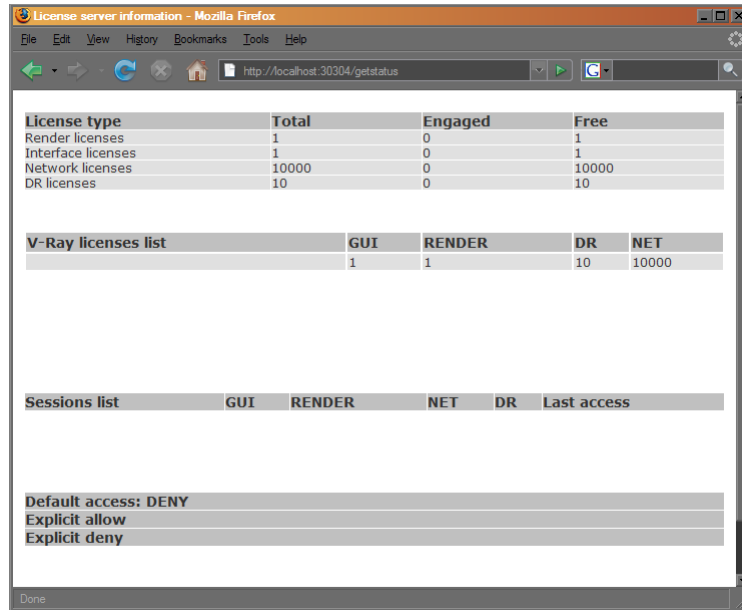 License server information - Mozilla Firefox
File Edit View History Bookmarks Tools Help
http://localhost:30304/getstatus G
License type Total Engaged Free
Render licenses 1 0 1
Interface licenses 1 0 1
Network licenses 10000 0 10000
DR licenses 10 0 10
V-Ray licenses list GUI RENDER DR NET
1 1 10 10000
Sessions list GUI RENDER NET DR Last access
Default access: DENY
Explicit allow
Explicit deny
Done